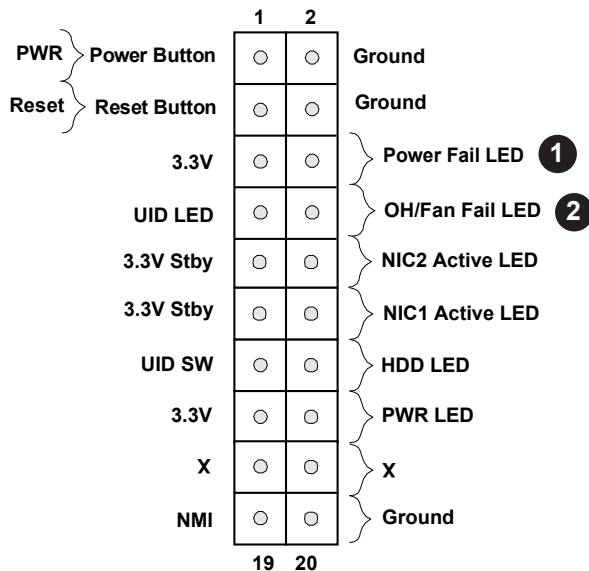 1 2
PWR Power Button Ground
Reset Reset Button Ground
3.3V Power Fail LED 1
UID LED OH/Fan Fail LED 2
3.3V Stby NIC2 Active LED
3.3V Stby NIC1 Active LED
UID SW HDD LED
3.3V PWR LED
X X
NMI Ground
19 20